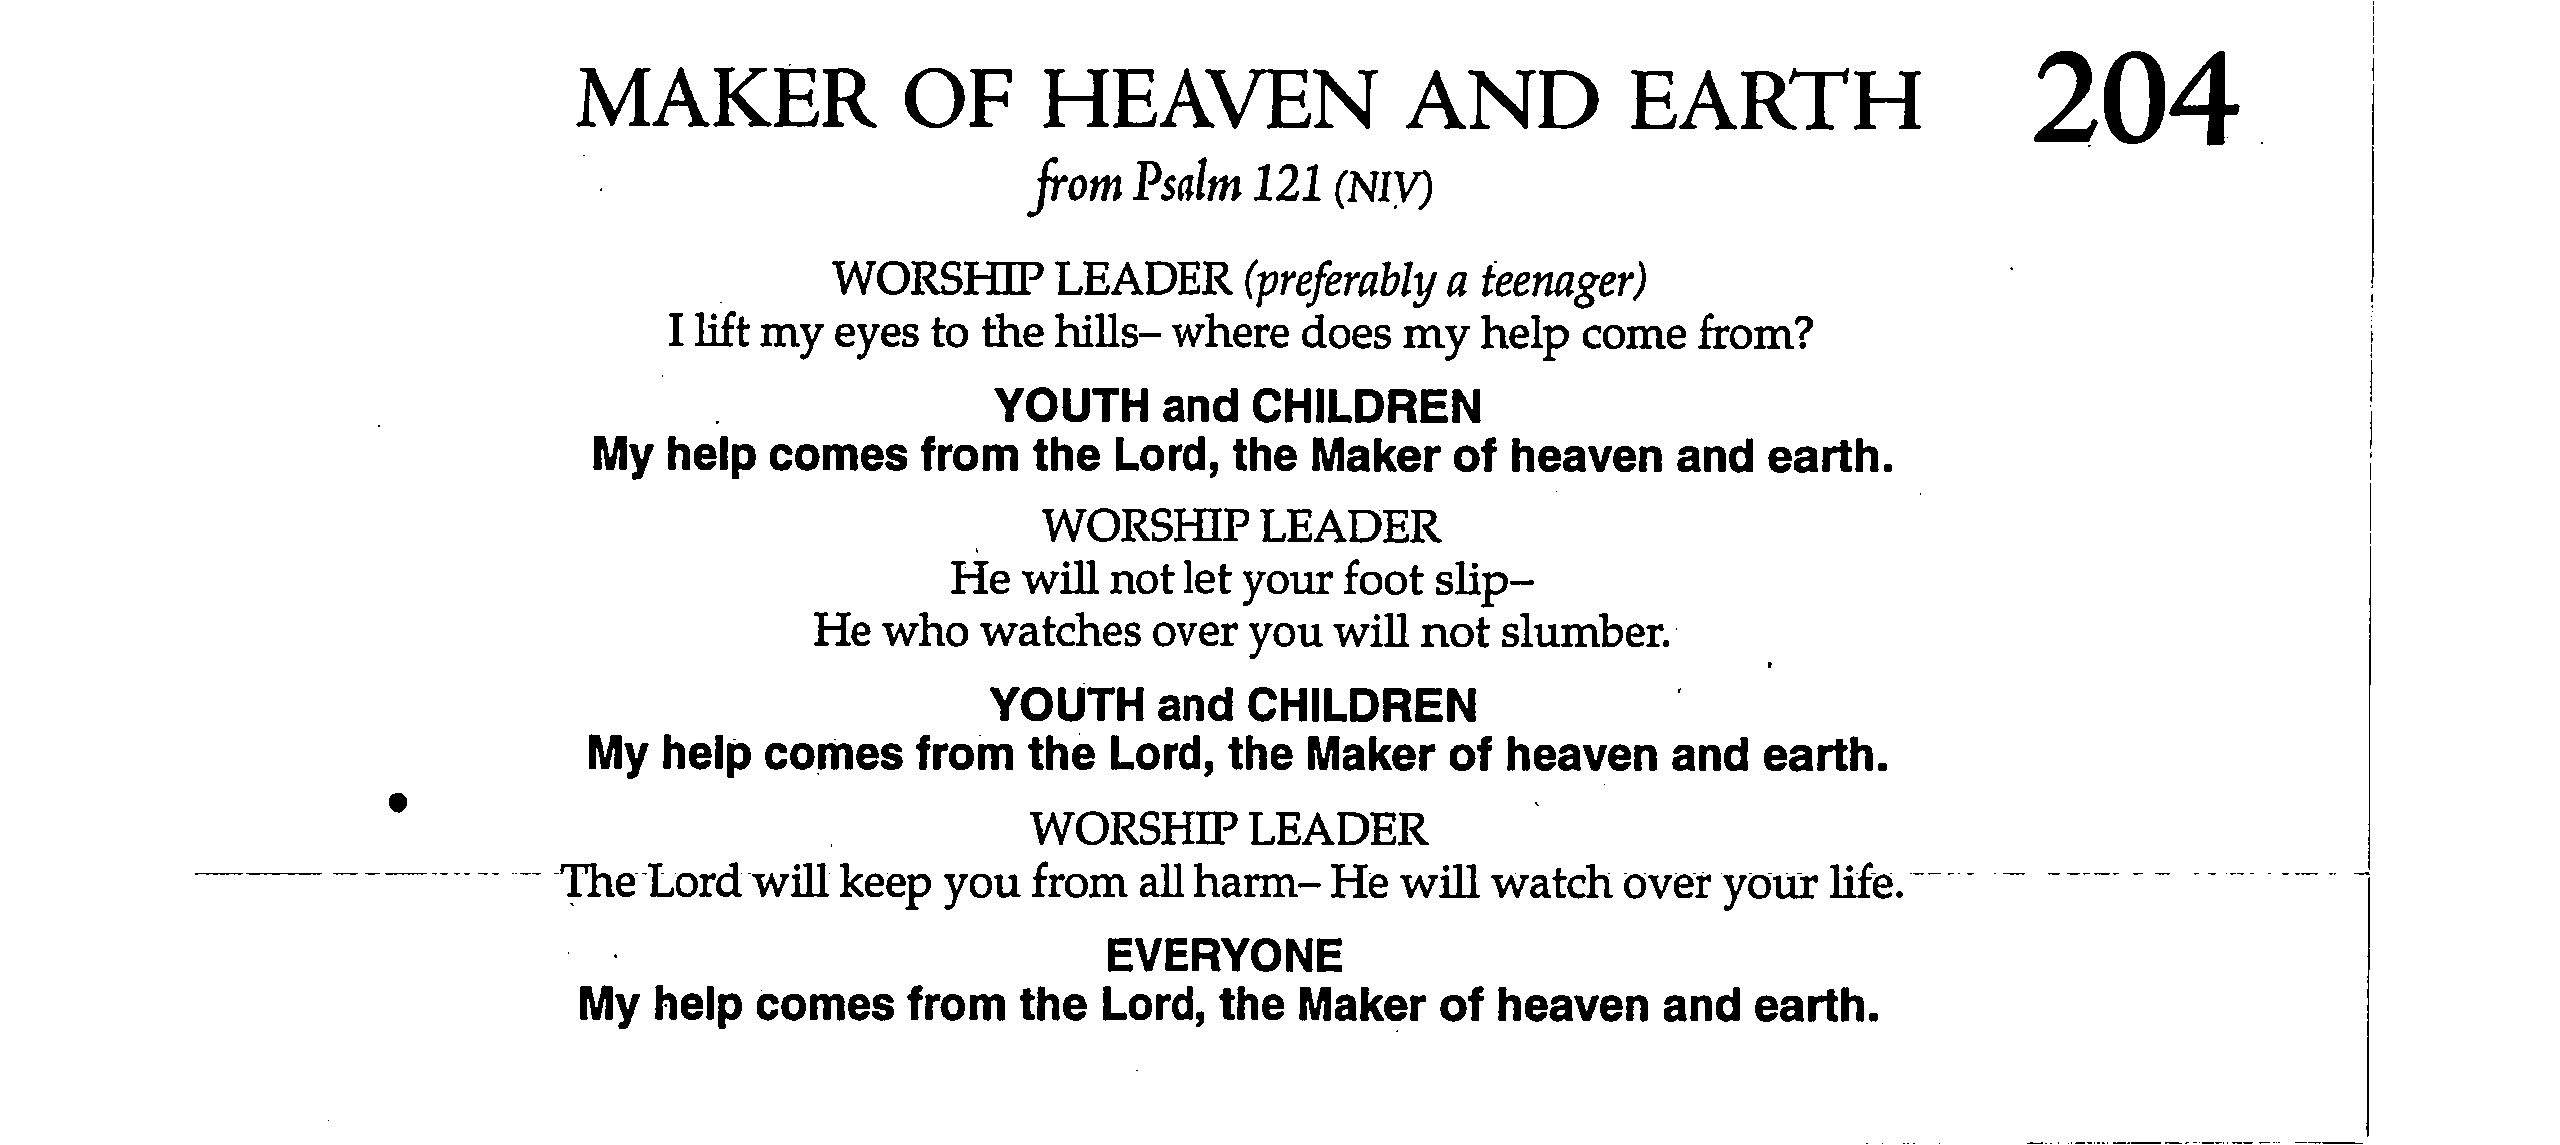 MAKER OF HEAVEN AND EARTH 204
from Psalm 121 (NIV)
WORSHIP LEADER (preferably a teenager)
I lift my eyes to the hills– where does my help come from?
YOUTH and CHILDREN
My help comes from the Lord, the Maker of heaven and earth.
WORSHIP LEADER
He will not let your foot slip–
He who watches over you will not slumber.
YOUTH and CHILDREN
My help comes from the Lord, the Maker of heaven and earth.
WORSHIP LEADER
The Lord will keep you from all harm– He will watch over your life.
EVERYONE
My help comes from the Lord, the Maker of heaven and earth.